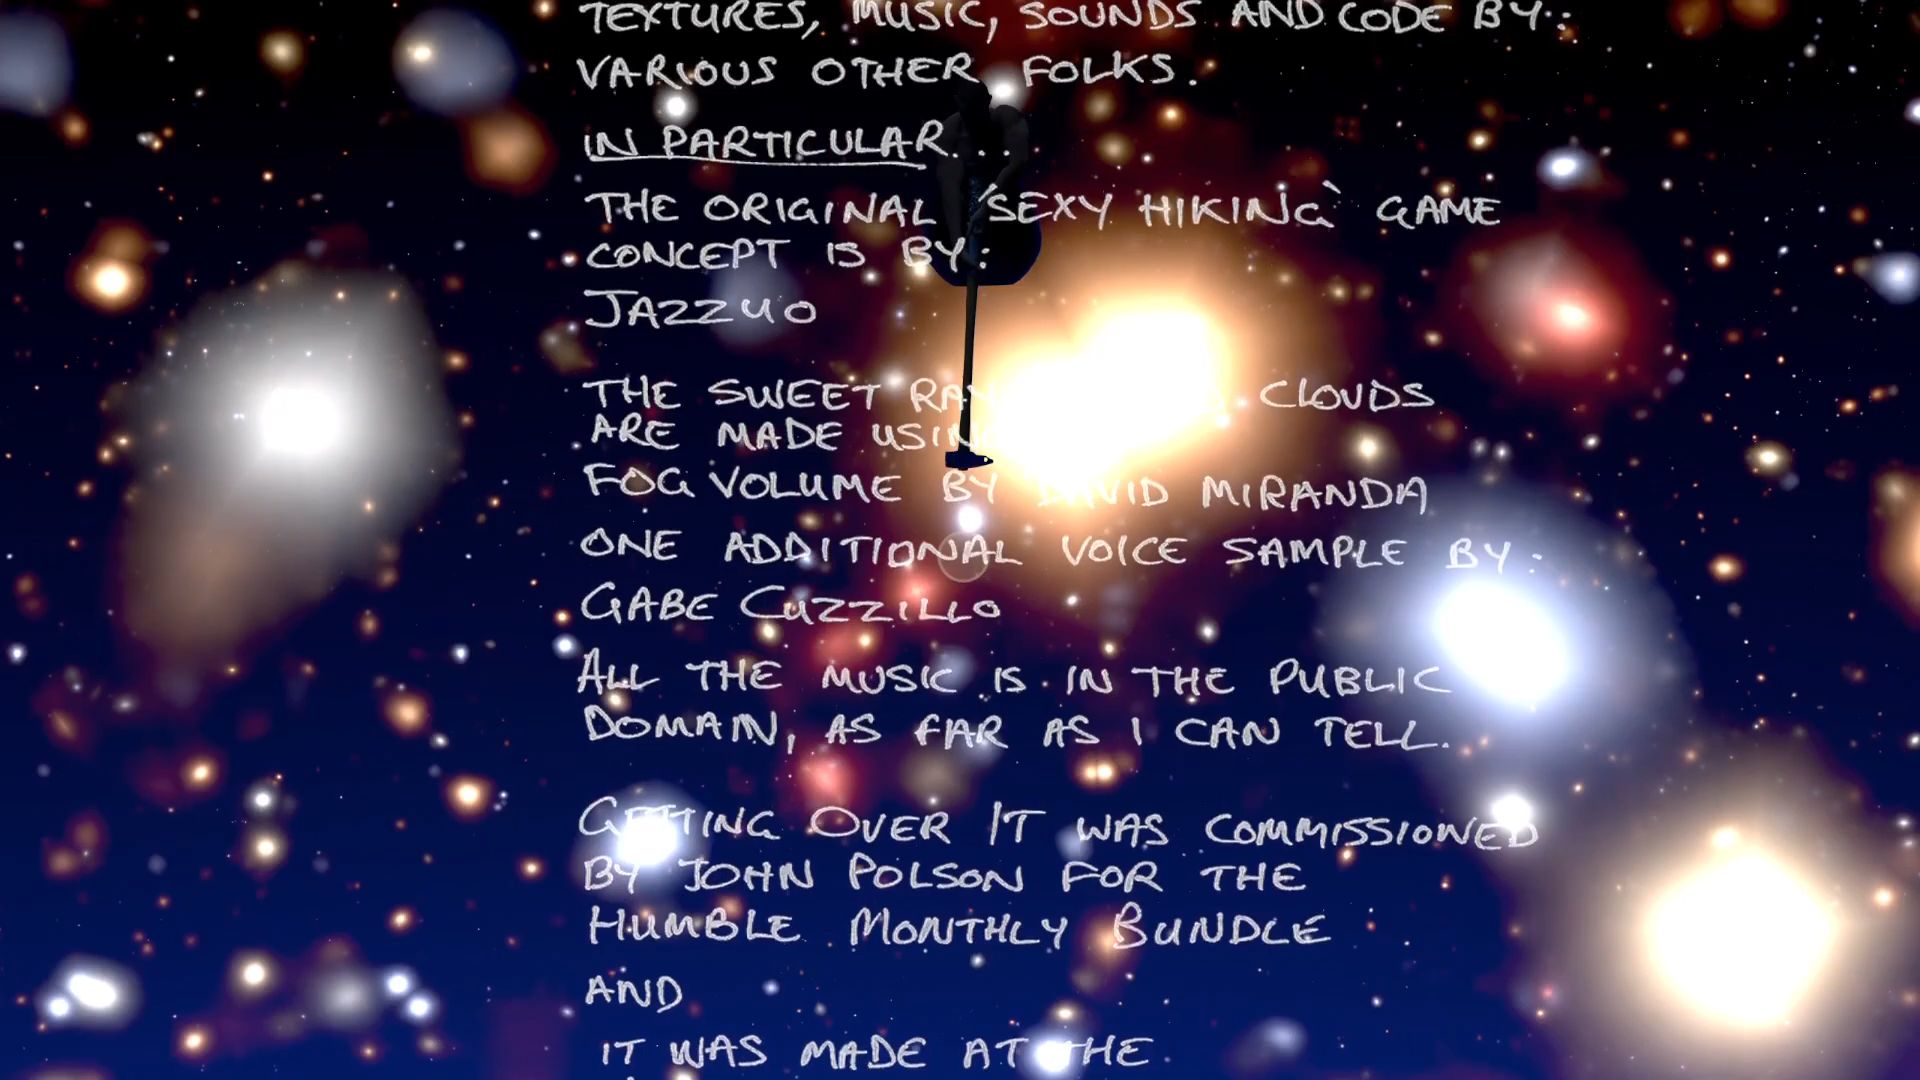 TEXTURES, MUSIC, SOUNDS AND CODE BY:
VARIOUS OTHER FOLKS.
IN PARTICULAR...
THE ORIGINAL 'SEXY HIKING' GAME
CONCEPT IS BY:
JAZZUO
THE SWEET CLOUDS
ARE MADE USING
FOG VOLUME BY DAVID MIRANDA
ONE ADDITIONAL VOICE SAMPLE BY:
GABE CUZZILLO
ALL THE MUSIC IS IN THE PUBLIC
DOMAIN, AS FAR AS I CAN TELL.
GETTING OVER IT WAS COMMISSIONED
BY JOHN POLSON FOR THE
HUMBLE MONTHLY BUNDLE
AND
IT WAS MADE AT THE